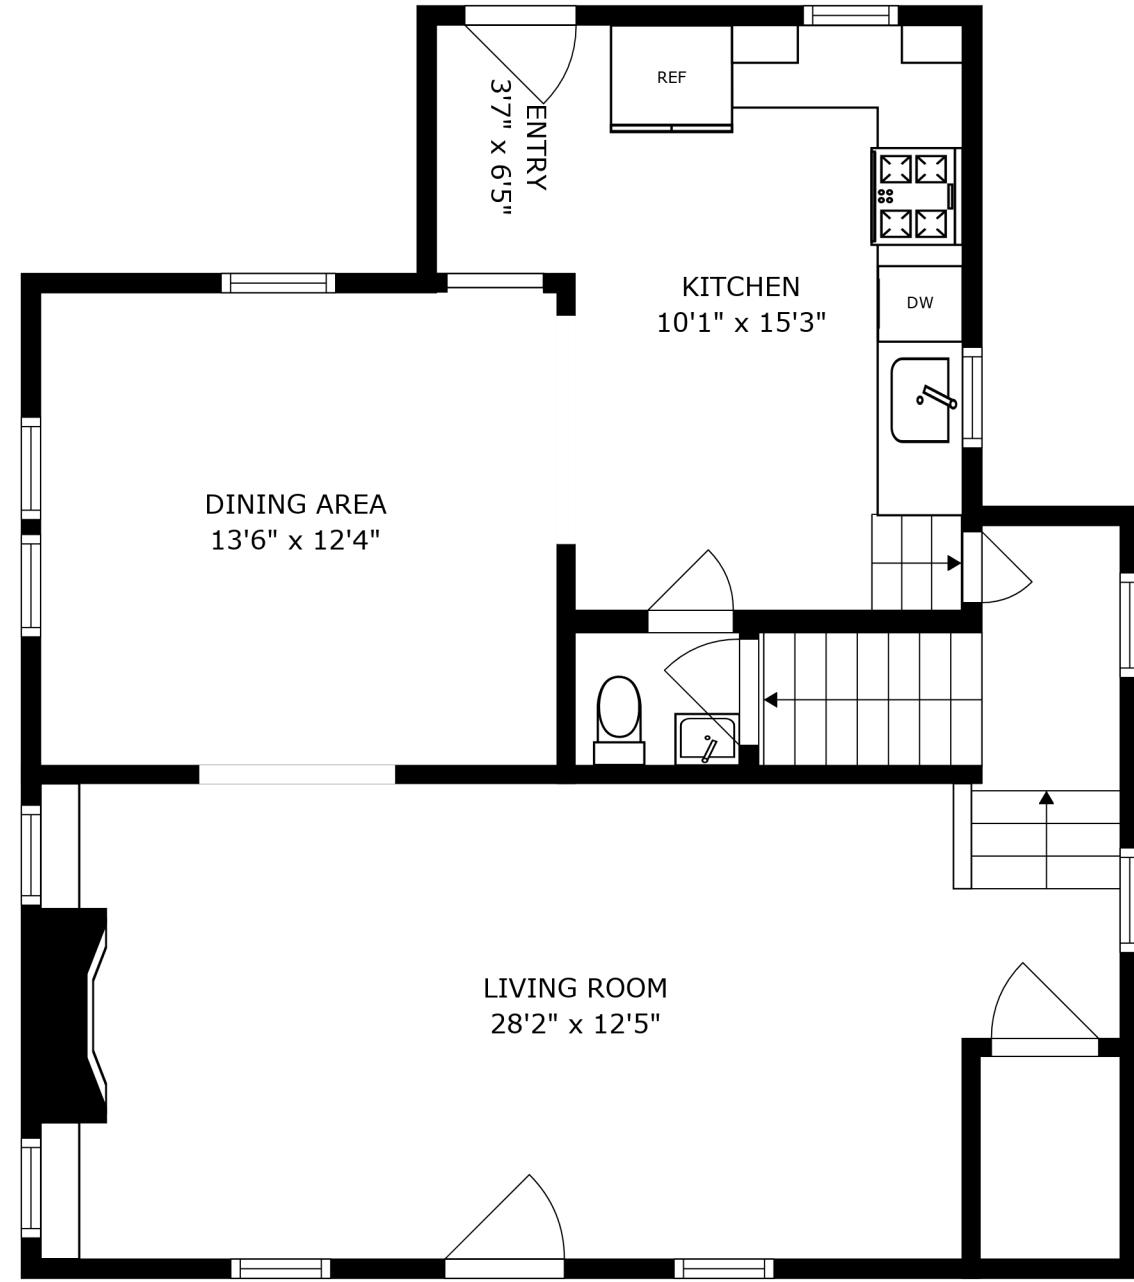 REF
ENTRY
3'7" x 6'5"
KITCHEN
10'1" x 15'3"
DW
DINING AREA
13'6" x 12'4"
LIVING ROOM
28'2" x 12'5"